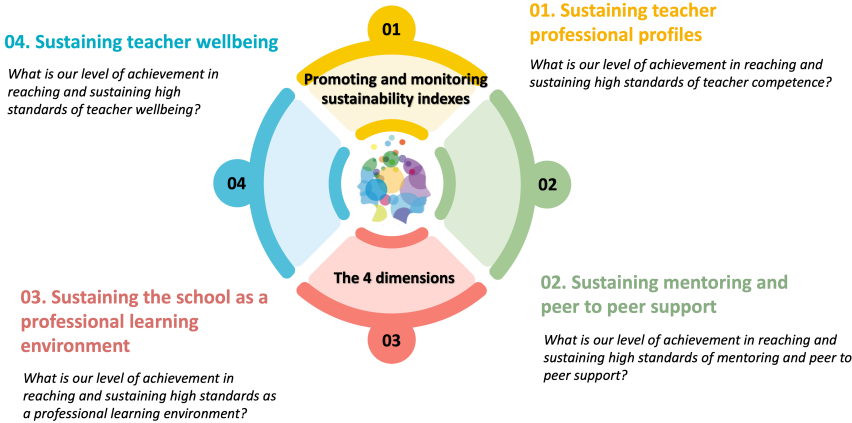 01. Sustaining teacher
professional profiles
What is our level of achievement in reaching and
sustaining high standards of teacher competence?
04. Sustaining teacher wellbeing
What is our level of achievement in
reaching and sustaining high
standards of teacher wellbeing?
01
Promoting and monitoring
sustainability indexes
04
02
The 4 dimensions
03
03. Sustaining the school as a
professional learning
environment
What is our level of achievement in
reaching and sustaining high standards as
a professional learning environment?
02. Sustaining mentoring and
peer to peer support
What is our level of achievement in reaching and
sustaining high standards of mentoring and peer to
peer support?